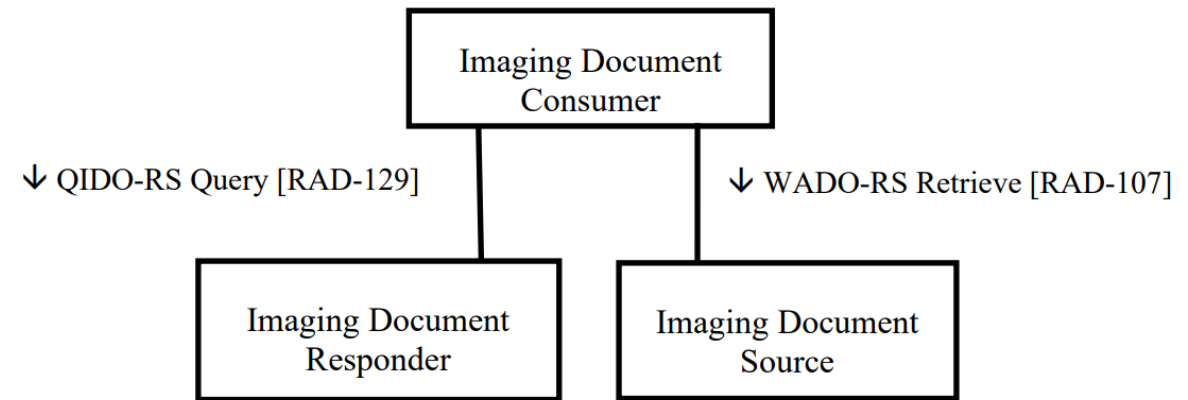 Imaging Document
Consumer
↓ QIDO-RS Query [RAD-129]
↓ WADO-RS Retrieve [RAD-107]
Imaging Document
Responder
Imaging Document
Source